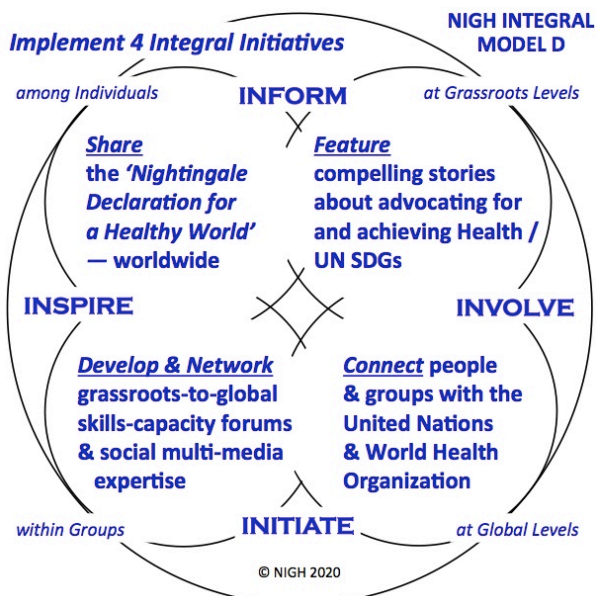 Implement 4 Integral Initiatives
NIGH INTEGRAL
MODEL D
among Individuals
INFORM
at Grassroots Levels
Share
the ‘Nightingale
Declaration for
a Healthy World’
— worldwide
Feature
compelling stories
about advocating for
and achieving Health /
UN SDGs
INSPIRE
INVOLVE
Develop & Network
grassroots-to-global
skills-capacity forums
& social multi-media
expertise
Connect people
& groups with the
United Nations
& World Health
Organization
within Groups
INITIATE
at Global Levels
© NIGH 2020